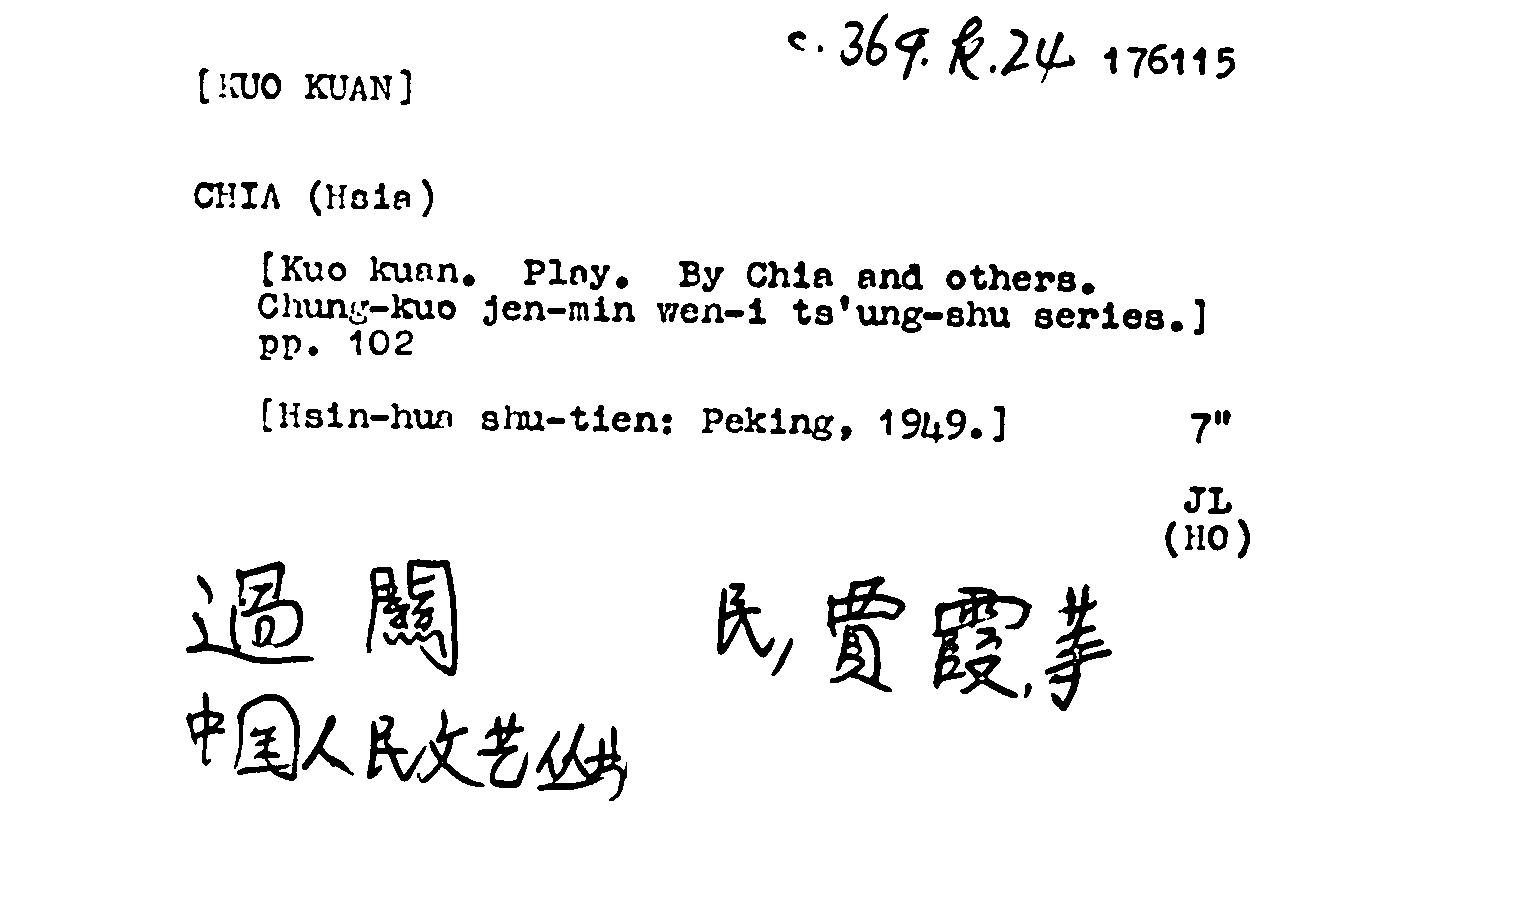 c.369.k.24 176115
[KUO KUAN]
CHIA (Hsia)
[Kuo kuan. Play. By Chia and others.
Chung-kuo jen-min wen-i ts'ung-shu series.]
pp. 102
[Hsin-hua shu-tien: Peking, 1949.] 7"
JL
(HO)
過關 民, 賈霞, 等
中国人民文艺丛书